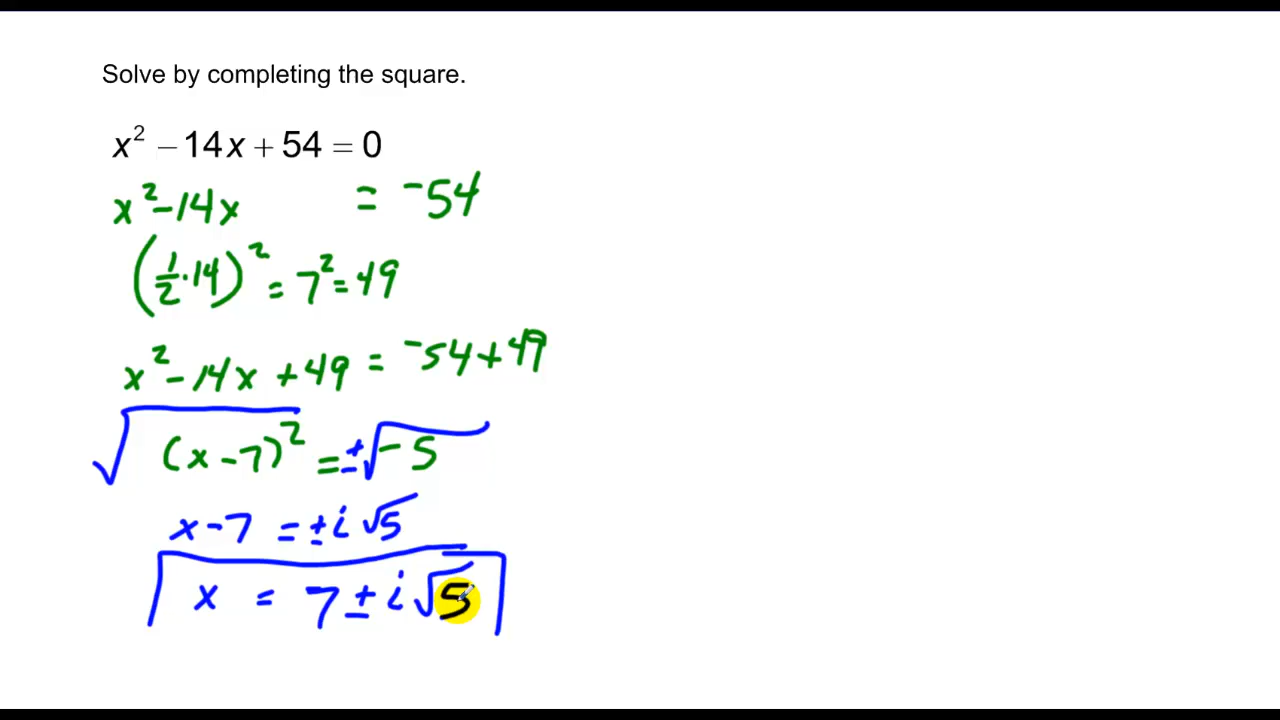 Solve by completing the square.
x² − 14x + 54 = 0
x² − 14x = ⁻54
(1/2 · 14)² = 7² = 49
x² − 14x + 49 = ⁻54 + 49
√(x − 7)² = ±√−5
x − 7 = ± i √5
x = 7 ± i √5